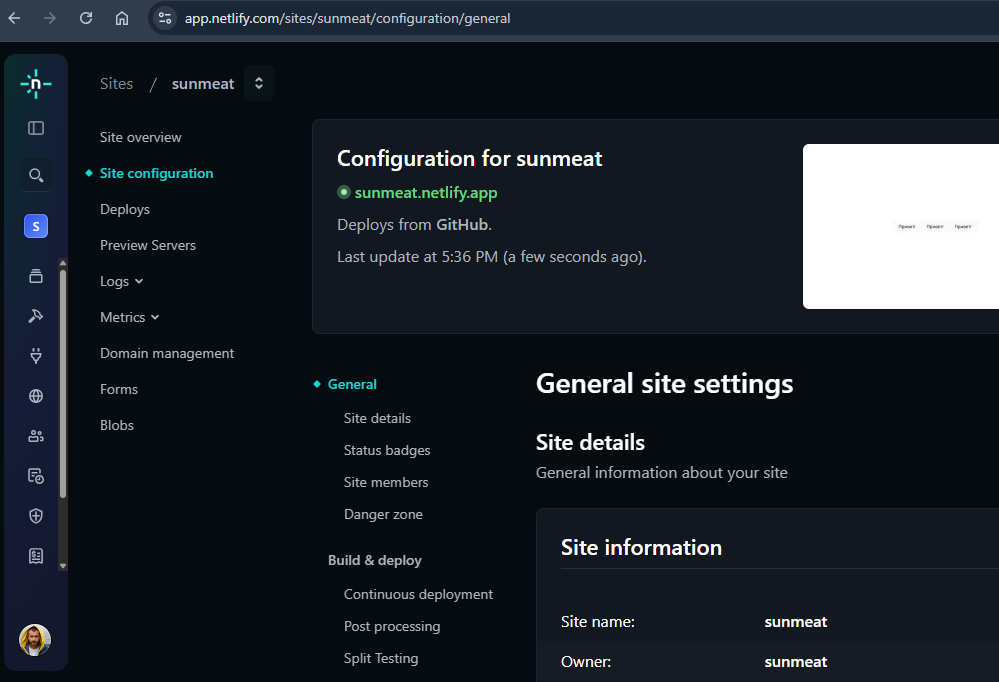 app.netlify.com/sites/sunmeat/configuration/general
n
Sites / sunmeat
S
Site overview
Site configuration
Deploys
Preview Servers
Logs
Metrics
Domain management
Forms
Blobs
Configuration for sunmeat
sunmeat.netlify.app
Deploys from GitHub.
Last update at 5:36 PM (a few seconds ago).
Привет! Привет! Привет!
General
Site details
Status badges
Site members
Danger zone
Build & deploy
Continuous deployment
Post processing
Split Testing
General site settings
Site details
General information about your site
Site information
Site name: sunmeat
Owner: sunmeat